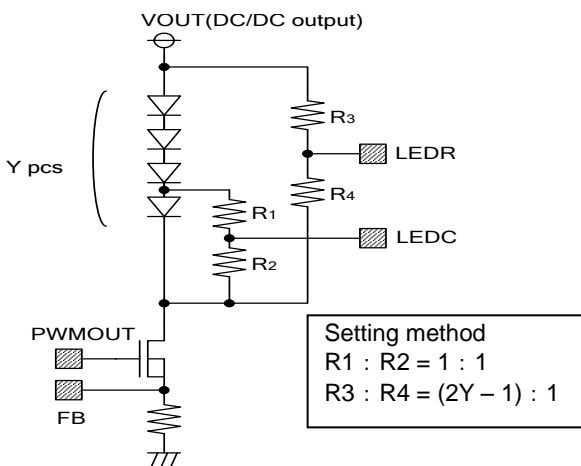 VOUT(DC/DC output)
R3
LEDR
Y pcs
R4
R1
LEDC
R2
PWMOUT
FB
Setting method
R1 : R2 = 1 : 1
R3 : R4 = (2Y – 1) : 1